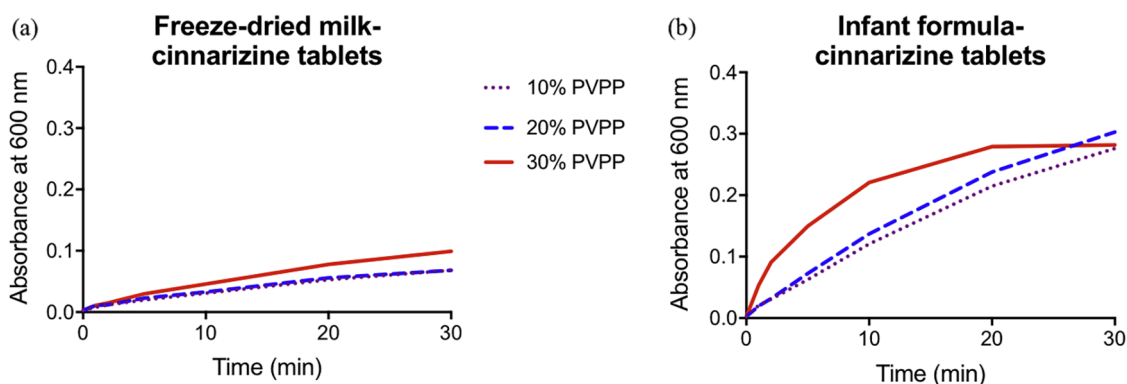 (a)
Freeze-dried milk-
cinnarizine tablets
Absorbance at 600 nm
0.4
0.3
0.2
0.1
0.0
0 10 20 30
Time (min)
10% PVPP
20% PVPP
30% PVPP
(b)
Infant formula-
cinnarizine tablets
Absorbance at 600 nm
0.4
0.3
0.2
0.1
0.0
0 10 20 30
Time (min)